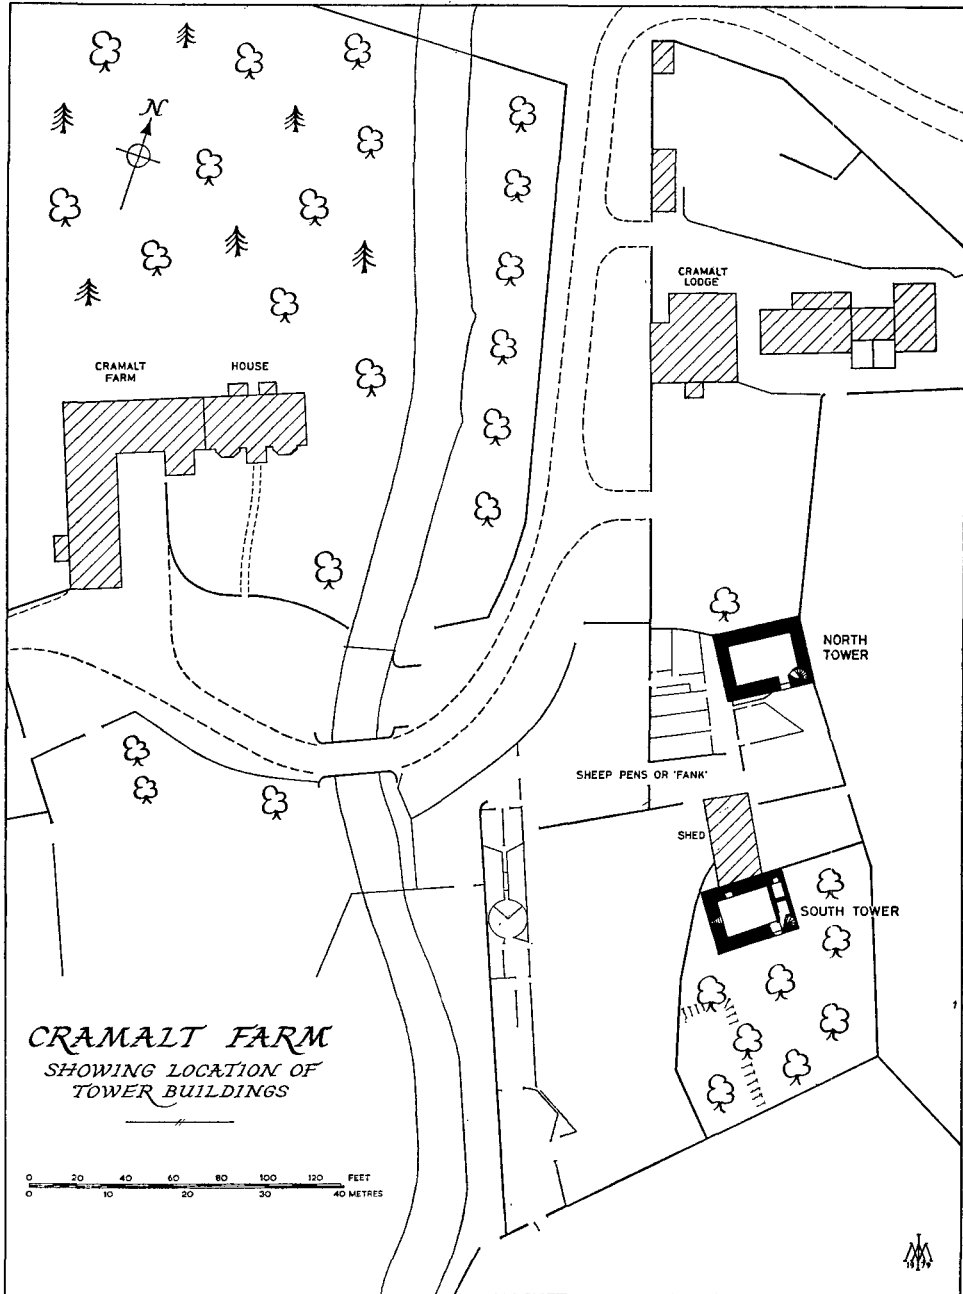 N
CRAMALT
LODGE
CRAMALT
FARM
HOUSE
NORTH
TOWER
SHEEP PENS OR 'FANK'
SHED
SOUTH TOWER
CRAMALT FARM
SHOWING LOCATION OF
TOWER BUILDINGS
0 20 40 60 80 100 120 FEET
0 10 20 30 40 METRES